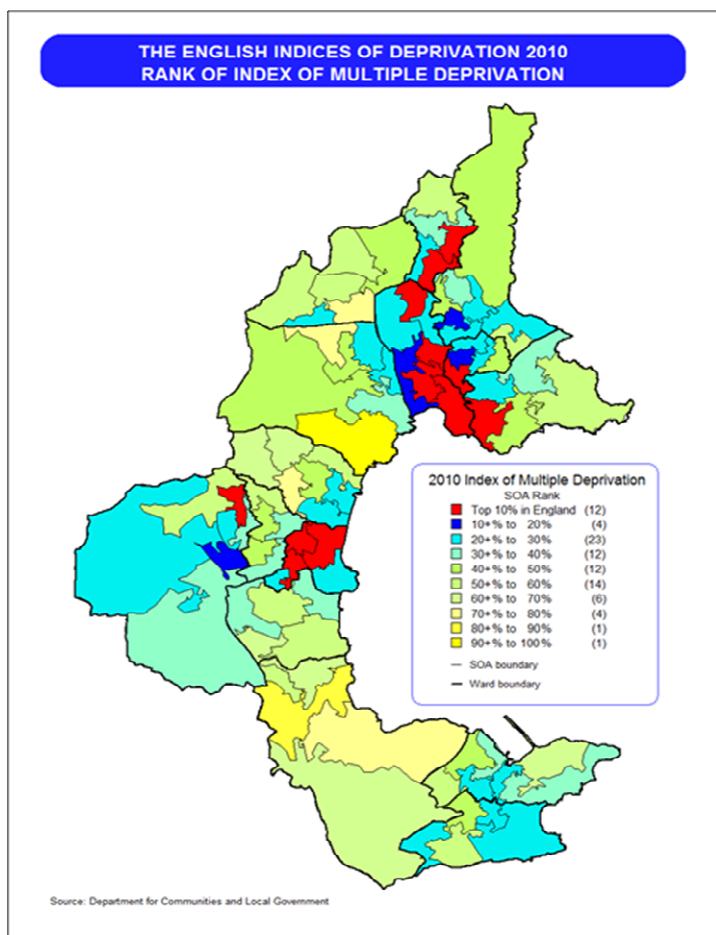 THE ENGLISH INDICES OF DEPRIVATION 2010
RANK OF INDEX OF MULTIPLE DEPRIVATION
2010 Index of Multiple Deprivation
SOA Rank
Top 10% in England (12)
10+% to 20% (4)
20+% to 30% (23)
30+% to 40% (12)
40+% to 50% (12)
50+% to 60% (14)
60+% to 70% (6)
70+% to 80% (4)
80+% to 90% (1)
90+% to 100% (1)
SOA boundary
Ward boundary
Source: Department for Communities and Local Government